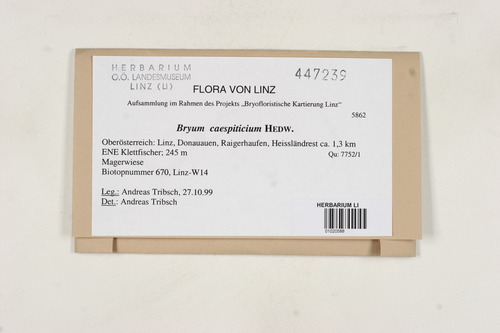 HERBARIUM
O.Ö. LANDESMUSEUM
LINZ (LI)
447239
FLORA VON LINZ
Aufsammlung im Rahmen des Projekts „Bryofloristische Kartierung Linz“
5862
Bryum caespiticium HEDW.
Oberösterreich: Linz, Donauauen, Raigerhaufen, Heissländrest ca. 1,3 km
ENE Klettfischer; 245 m
Qu: 7752/1
Magerwiese
Biotopnummer 670, Linz-W14
Leg.: Andreas Tribsch, 27.10.99
Det.: Andreas Tribsch
HERBARIUM LI
01020588